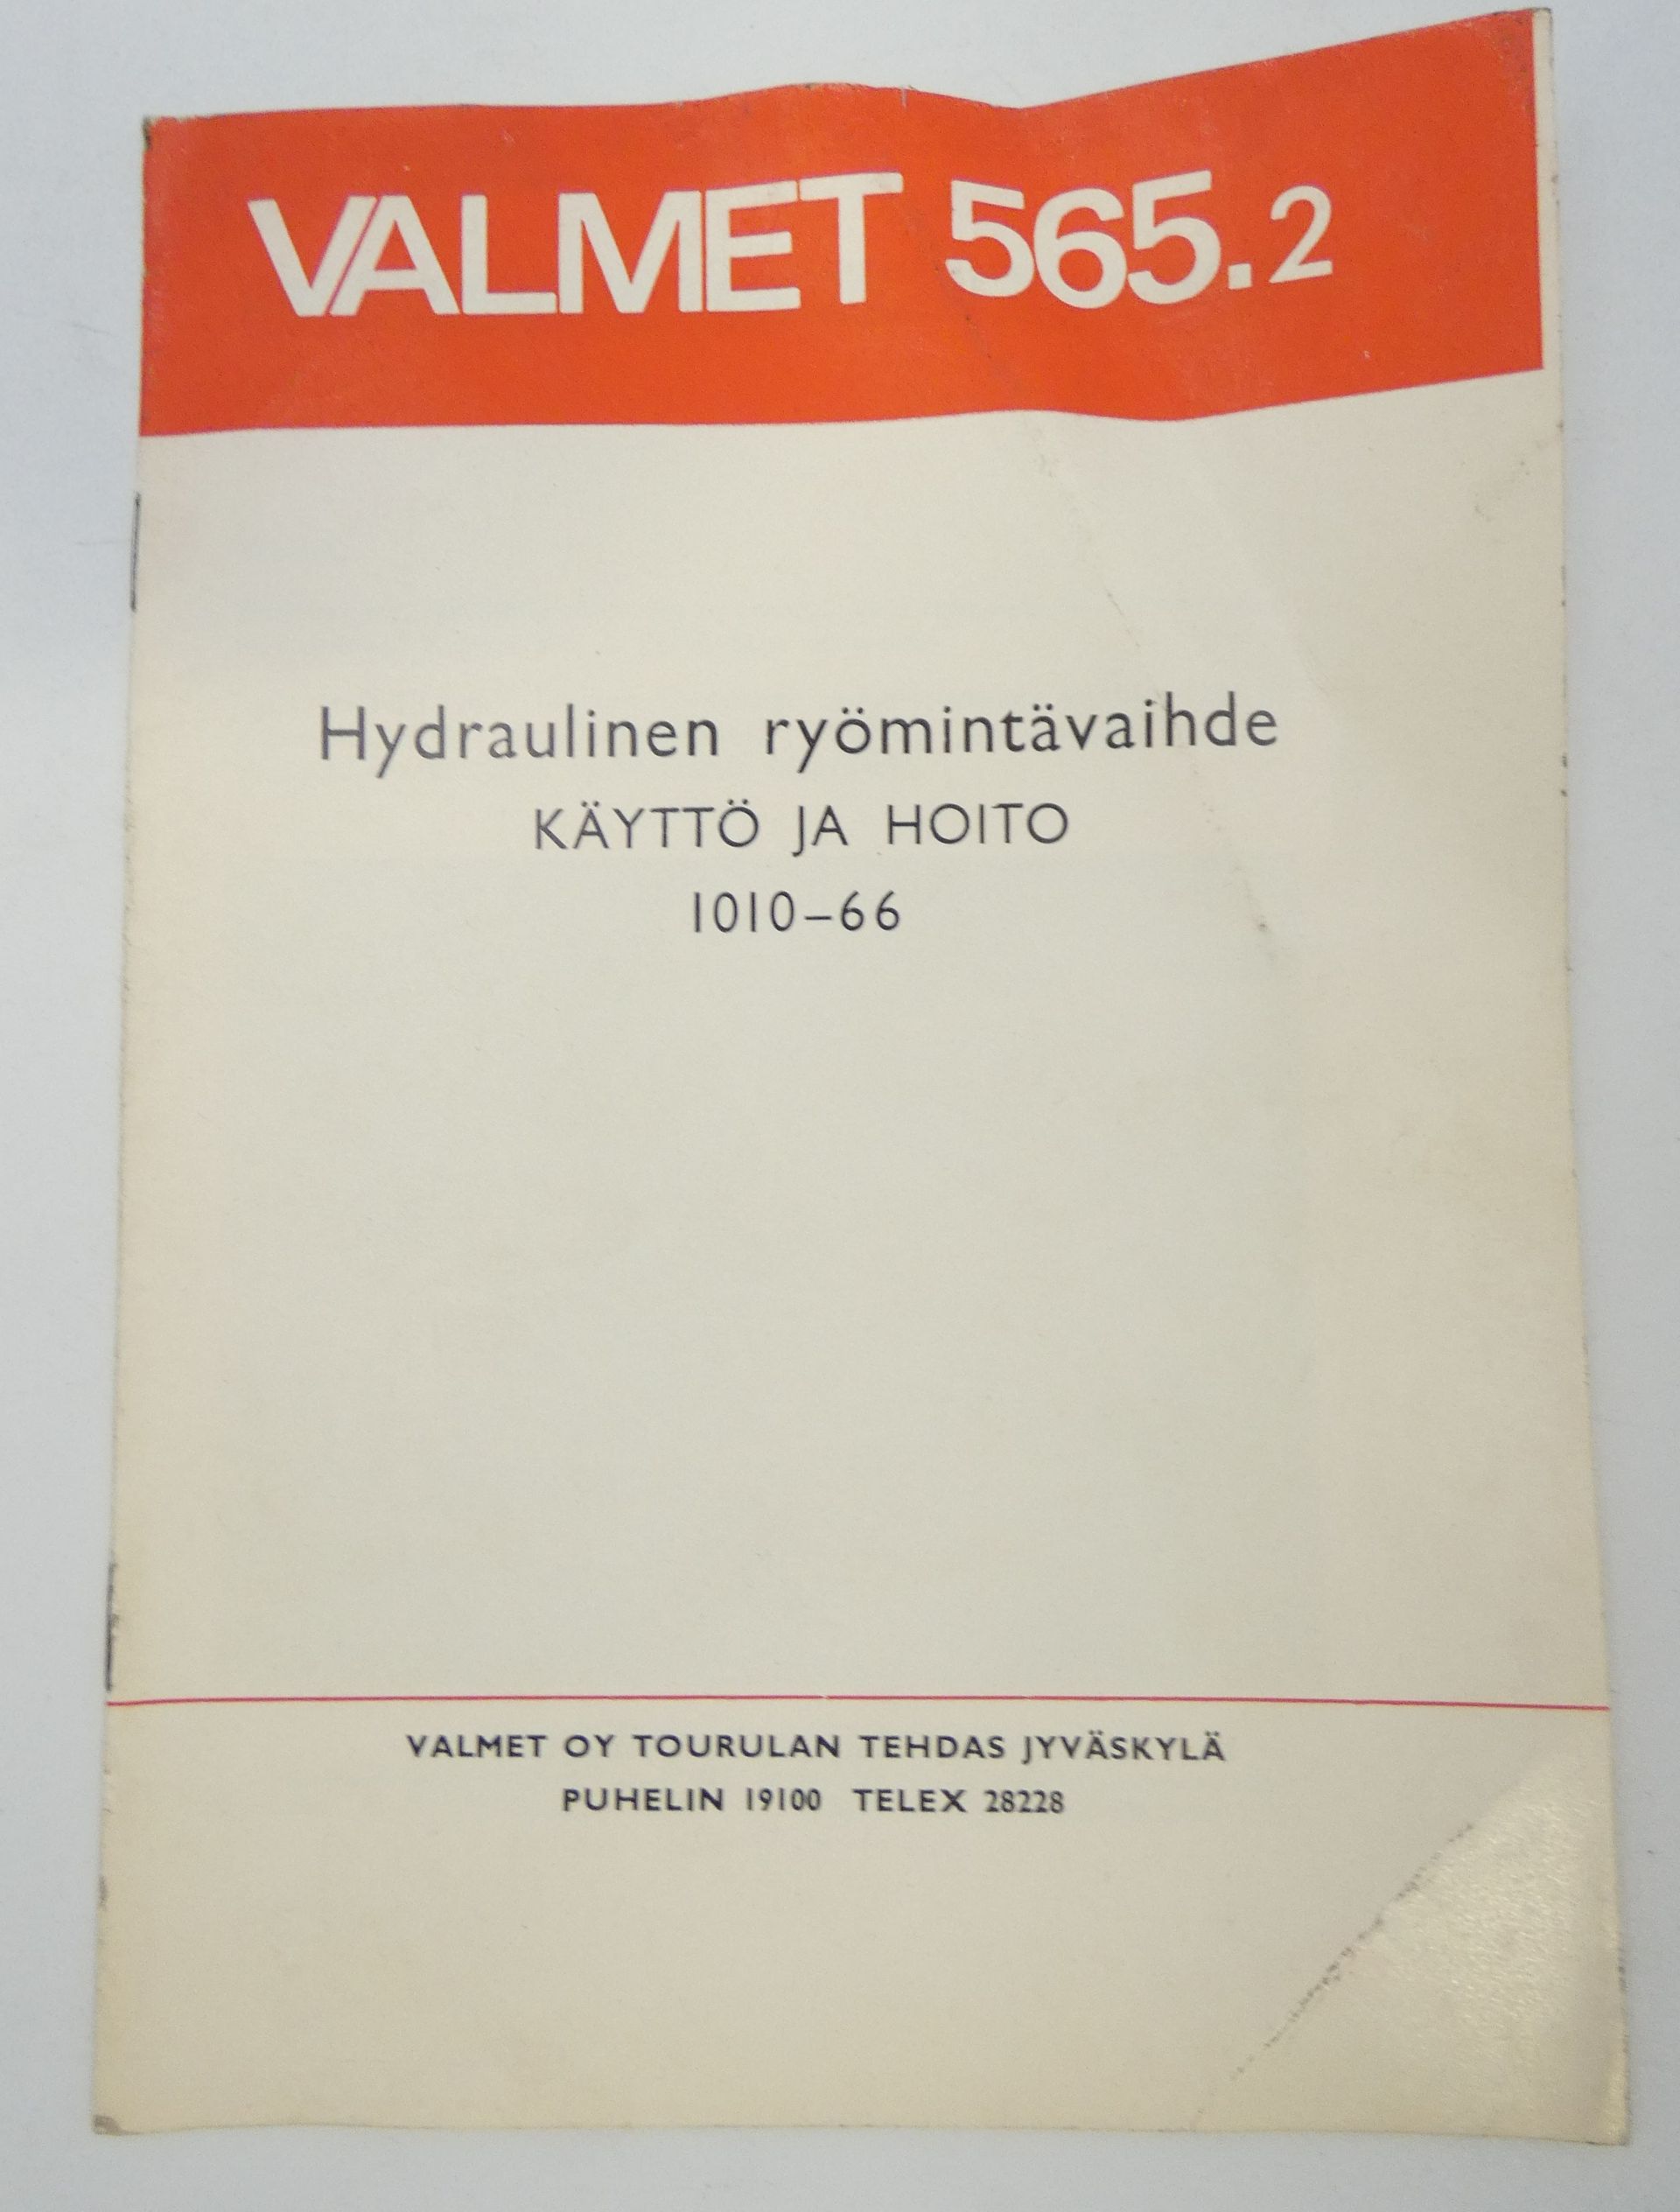 VALMET 565.2
Hydraulinen ryömintävaihde
KÄYTTÖ JA HOITO
1010–66
VALMET OY TOURULAN TEHDAS JYVÄSKYLÄ
PUHELIN 19100 TELEX 28228